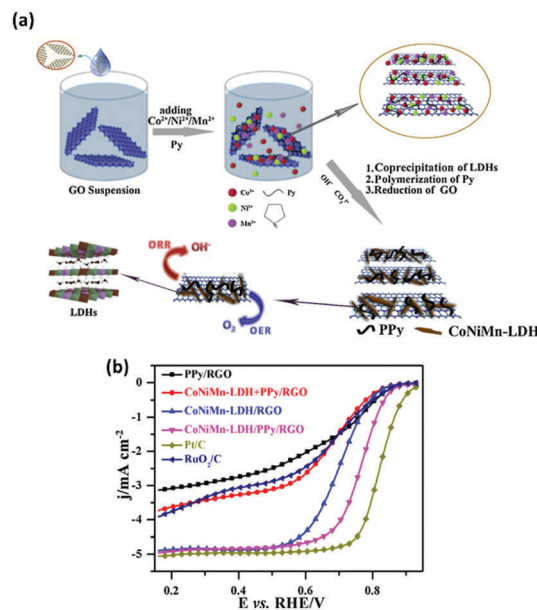 (a)
adding
Co²⁺/Ni²⁺/Mn²⁺
Py
GO Suspension
Co²⁺
Py
Ni²⁺
Mn²⁺
OH⁻ CO₃²⁻
1.Coprecipitation of LDHs
2.Polymerization of Py
3.Reduction of GO
ORR
OH⁻
O₂
OER
LDHs
PPy
CoNiMn-LDH
(b)
PPy/RGO
CoNiMn-LDH+PPy/RGO
CoNiMn-LDH/RGO
CoNiMn-LDH/PPy/RGO
Pt/C
RuO₂/C
0
-1
-2
-3
-4
-5
j/mA cm⁻²
0.2
0.4
0.6
0.8
E vs. RHE/V